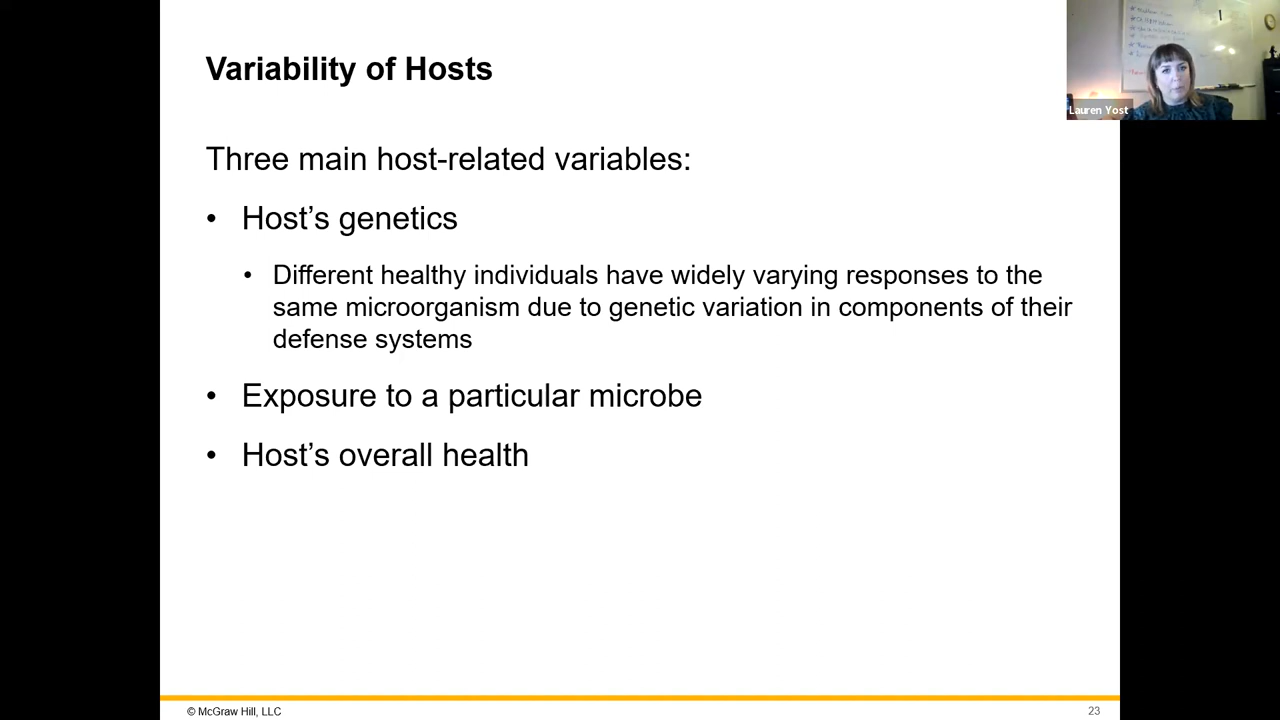 Variability of Hosts
Lauren Yost
Three main host-related variables:
• Host’s genetics
• Different healthy individuals have widely varying responses to the
same microorganism due to genetic variation in components of their
defense systems
• Exposure to a particular microbe
• Host’s overall health
© McGraw Hill, LLC
23